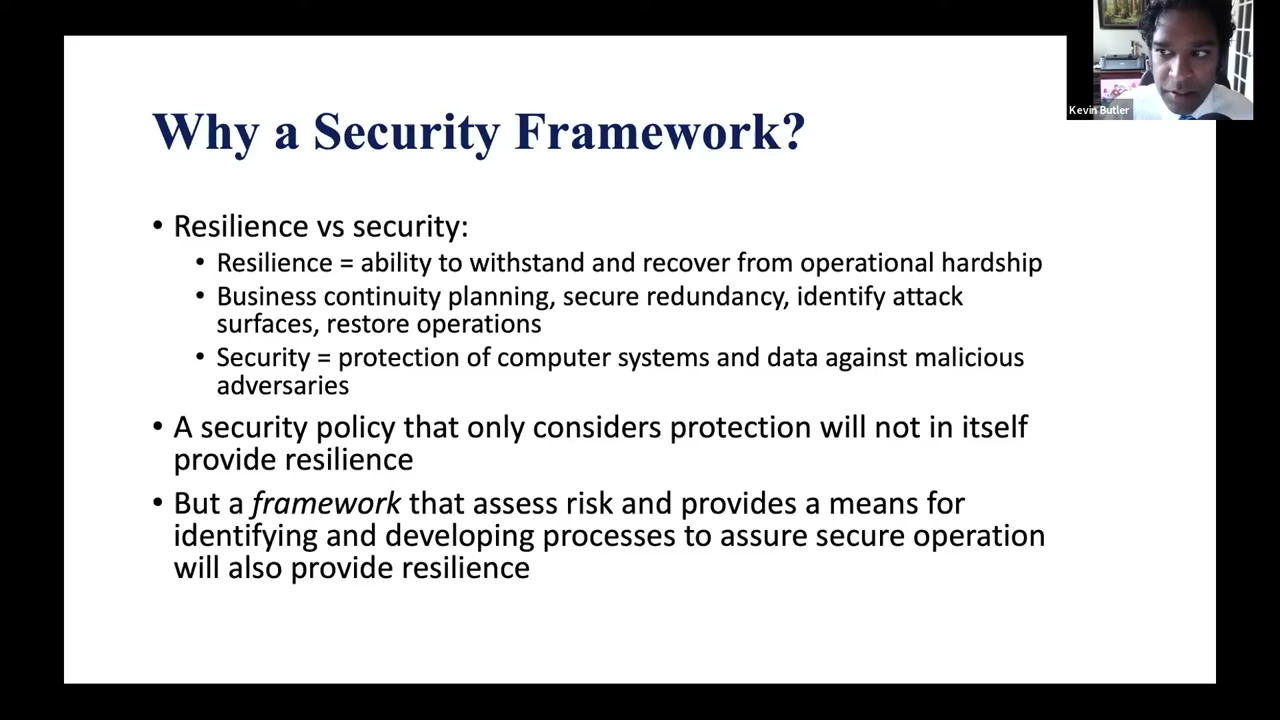 Why a Security Framework?
• Resilience vs security:
• Resilience = ability to withstand and recover from operational hardship
• Business continuity planning, secure redundancy, identify attack
surfaces, restore operations
• Security = protection of computer systems and data against malicious
adversaries
• A security policy that only considers protection will not in itself
provide resilience
• But a framework that assess risk and provides a means for
identifying and developing processes to assure secure operation
will also provide resilience
Kevin Butler